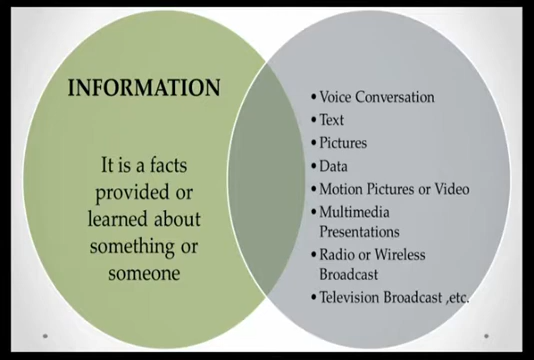 INFORMATION
It is a facts
provided or
learned about
something or
someone
• Voice Conversation
• Text
• Pictures
• Data
• Motion Pictures or Video
• Multimedia
Presentations
• Radio or Wireless
Broadcast
• Television Broadcast ,etc.